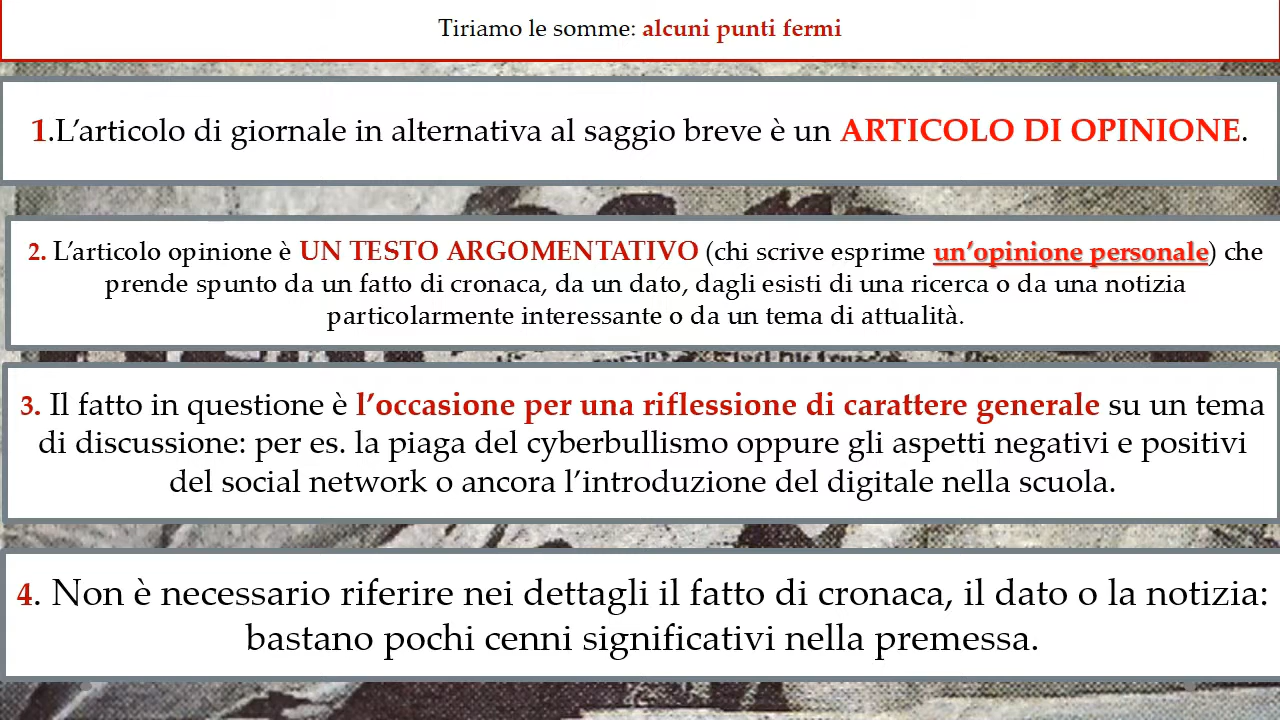 Tiriamo le somme: alcuni punti fermi
1.L’articolo di giornale in alternativa al saggio breve è un ARTICOLO DI OPINIONE.
2. L’articolo opinione è UN TESTO ARGOMENTATIVO (chi scrive esprime un’opinione personale) che
prende spunto da un fatto di cronaca, da un dato, dagli esisti di una ricerca o da una notizia
particolarmente interessante o da un tema di attualità.
3. Il fatto in questione è l’occasione per una riflessione di carattere generale su un tema
di discussione: per es. la piaga del cyberbullismo oppure gli aspetti negativi e positivi
del social network o ancora l’introduzione del digitale nella scuola.
4. Non è necessario riferire nei dettagli il fatto di cronaca, il dato o la notizia:
bastano pochi cenni significativi nella premessa.